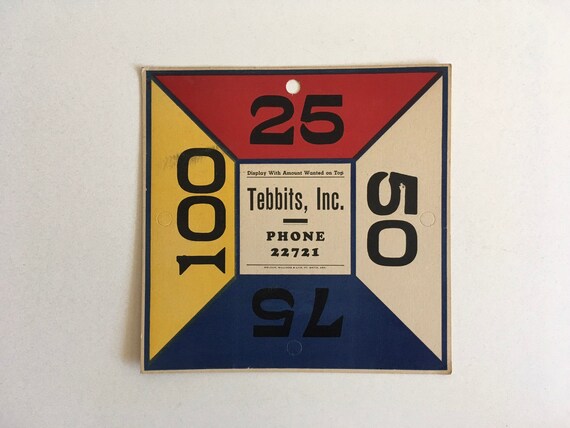 25
Display With Amount Wanted on Top
Tebbits, Inc.
PHONE
22721
100
50
75